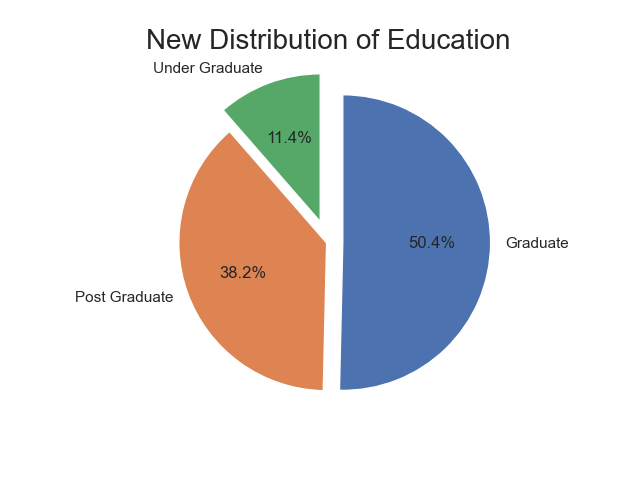 New Distribution of Education
Under Graduate
11.4%
50.4%
Graduate
38.2%
Post Graduate